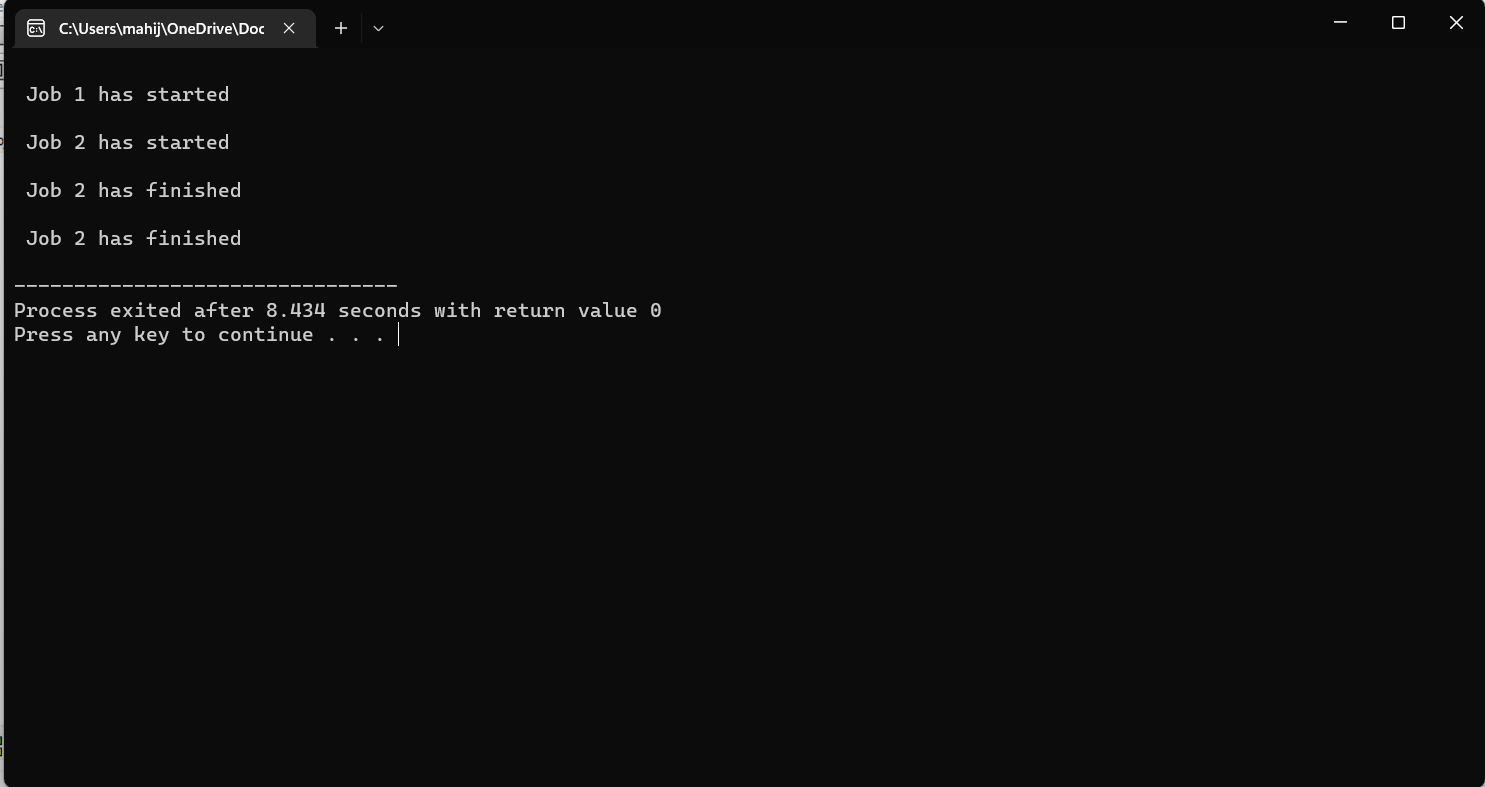 C:\Users\mahij\OneDrive\Doc
Job 1 has started
Job 2 has started
Job 2 has finished
Job 2 has finished
--------------------------------
Process exited after 8.434 seconds with return value 0
Press any key to continue . . .